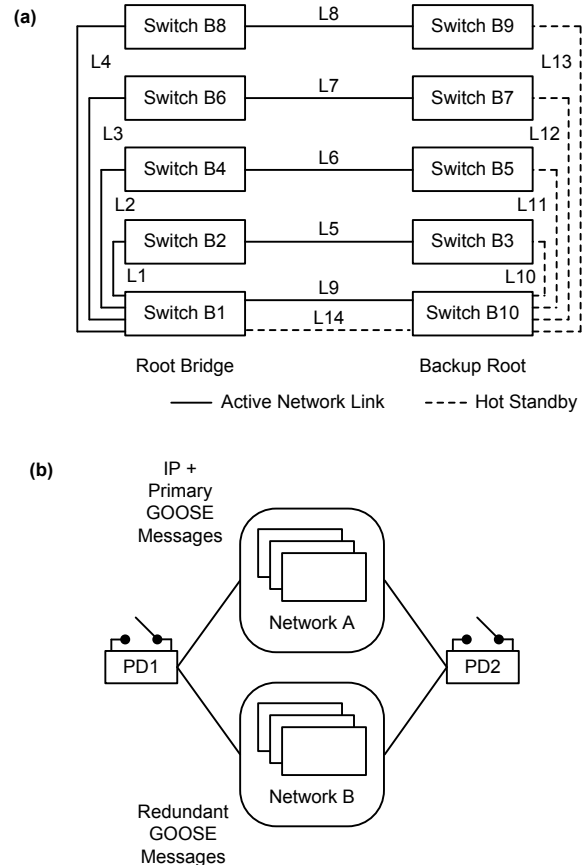 (a)
Switch B8
L8
Switch B9
L4
L13
Switch B6
L7
Switch B7
L3
L12
Switch B4
L6
Switch B5
L2
L11
Switch B2
L5
Switch B3
L1
L10
Switch B1
L9
L14
Switch B10
Root Bridge
Backup Root
Active Network Link
Hot Standby
(b)
IP +
Primary
GOOSE
Messages
Network A
PD1
PD2
Network B
Redundant
GOOSE
Messages